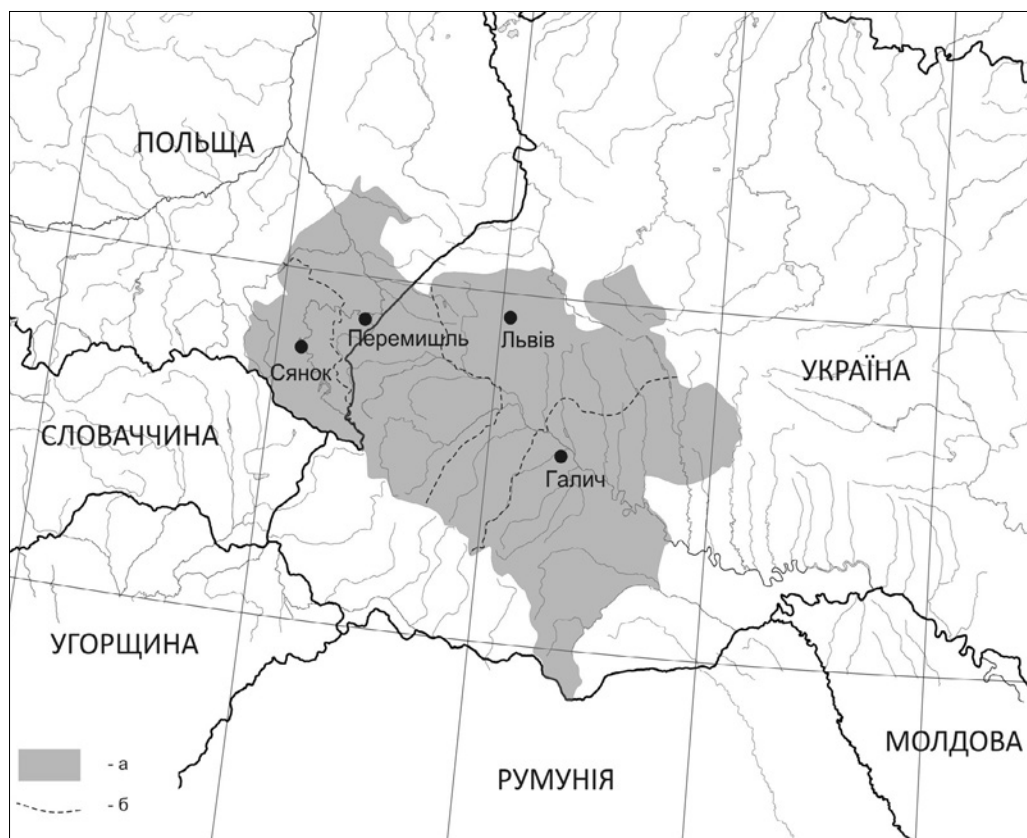 ПОЛЬЩА
Перемишль
Львів
Сянок
УКРАЇНА
СЛОВАЧЧИНА
Галич
УГОРЩИНА
МОЛДОВА
РУМУНІЯ
- а
- б